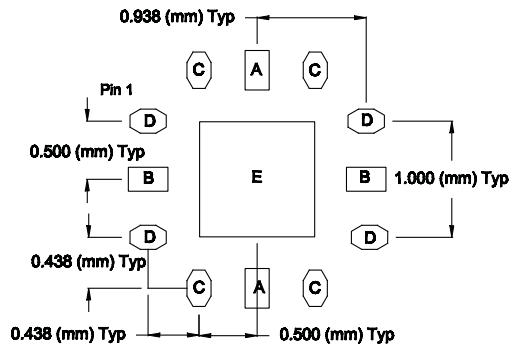 0.938 (mm) Typ
C A C
Pin 1
D D
0.500 (mm) Typ
B E B 1.000 (mm) Typ
D D
0.438 (mm) Typ
C A C
0.438 (mm) Typ 0.500 (mm) Typ